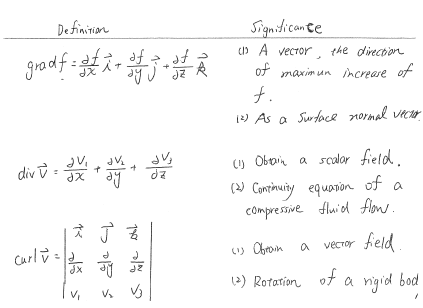 Definition Significance
grad f = ∂f/∂x i⃗ + ∂f/∂y j⃗ + ∂f/∂z k⃗
(1) A vector, the direction
of maximun increase of
f.
(2) As a surface normal vector
div v⃗ = ∂V₁/∂x + ∂V₂/∂y + ∂V₃/∂z
(1) Obtain a scalar field.
(2) Continuity equation of a
compressive fluid flow.
curl v⃗ = | i⃗ j⃗ k⃗ |
| ∂/∂x ∂/∂y ∂/∂z |
| V₁ V₂ V₃ |
(1) Obtain a vector field.
(2) Rotation of a rigid bod